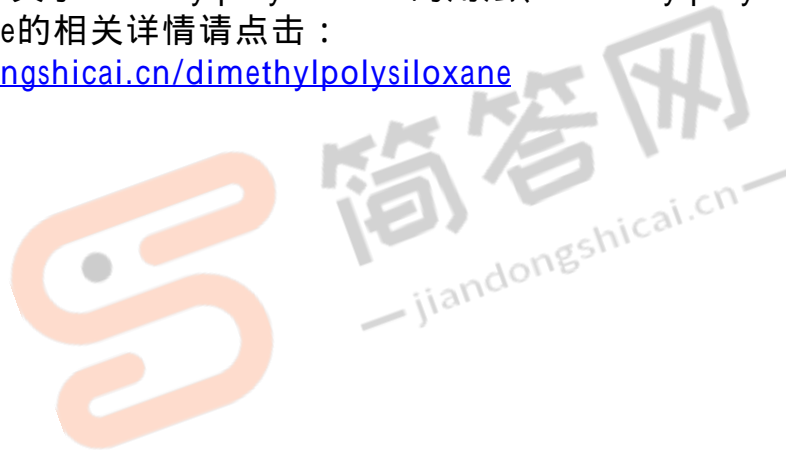 e的相关详情请点击：
ngshicai.cn/dimethylpolysiloxane
简答网
jiandongshicai.cn